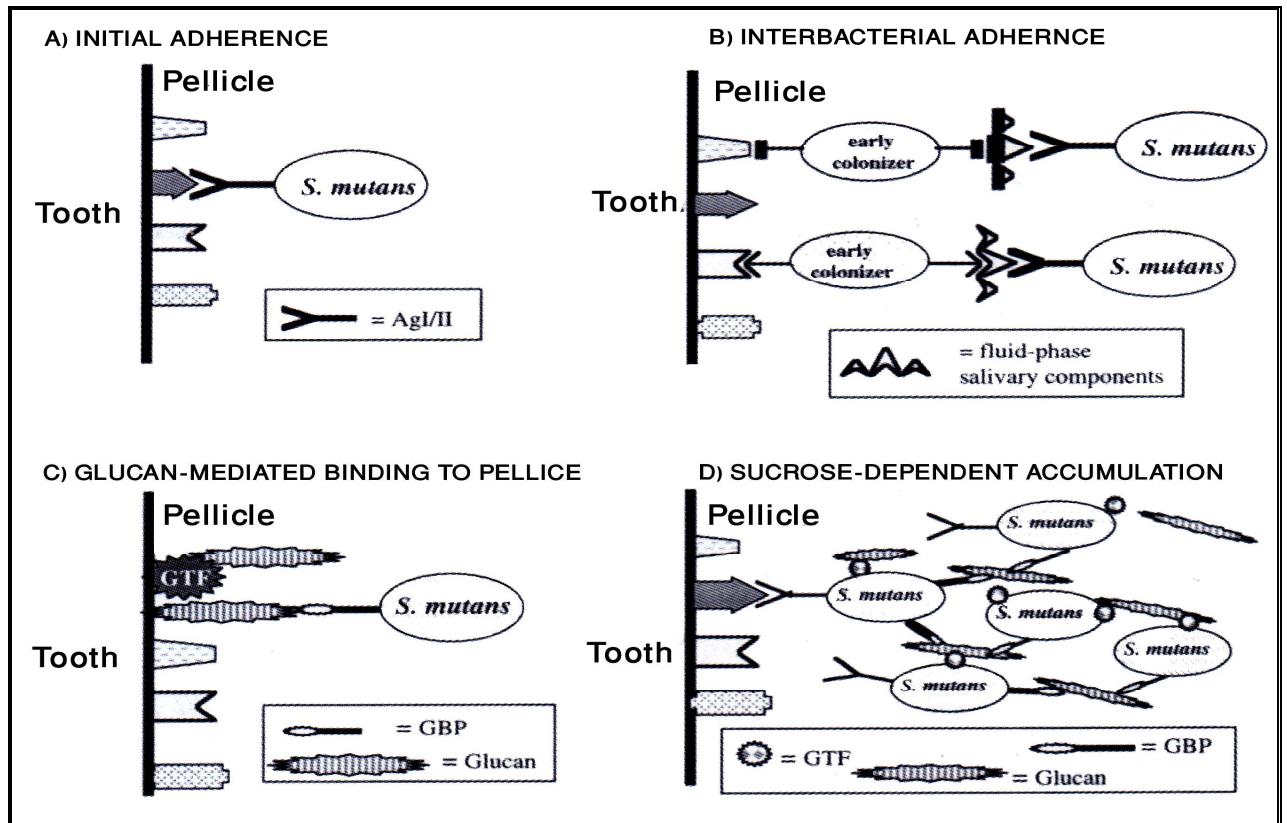 A) INITIAL ADHERENCE
Pellicle
Tooth
S. mutans
= AgI/II
B) INTERBACTERIAL ADHERNCE
Pellicle
Tooth
early
colonizer
S. mutans
early
colonizer
S. mutans
= fluid-phase
salivary components
C) GLUCAN-MEDIATED BINDING TO PELLICE
Pellicle
GTF
S. mutans
Tooth
= GBP
= Glucan
D) SUCROSE-DEPENDENT ACCUMULATION
Pellicle
S. mutans
S. mutans
S. mutans
Tooth
S. mutans
S. mutans
= GTF
= GBP
= Glucan